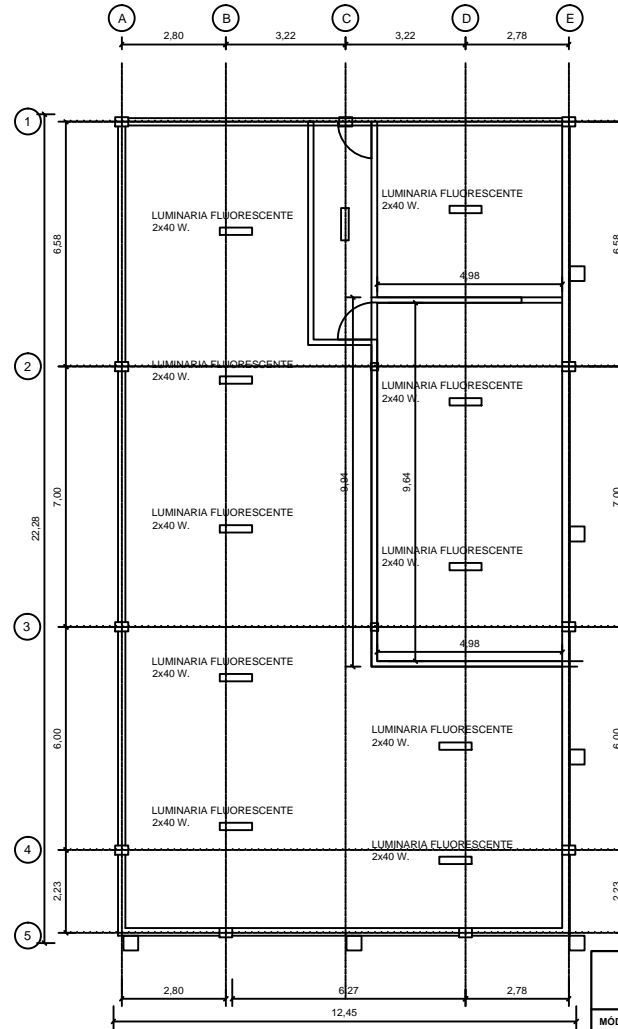 A B C D E
2,80 3,22 3,22 2,78
1
LUMINARIA FLUORESCENTE
2x40 W.
LUMINARIA FLUORESCENTE
2x40 W.
6,58
6,58
4,98
2
LUMINARIA FLUORESCENTE
2x40 W.
LUMINARIA FLUORESCENTE
2x40 W.
22,28
7,00
9,94
9,64
7,00
LUMINARIA FLUORESCENTE
2x40 W.
LUMINARIA FLUORESCENTE
2x40 W.
3
4,98
LUMINARIA FLUORESCENTE
2x40 W.
6,00
6,00
LUMINARIA FLUORESCENTE
2x40 W.
LUMINARIA FLUORESCENTE
2x40 W.
4
LUMINARIA FLUORESCENTE
2x40 W.
2,23
2,23
5
2,80 6,27 2,78
12,45
MÓD